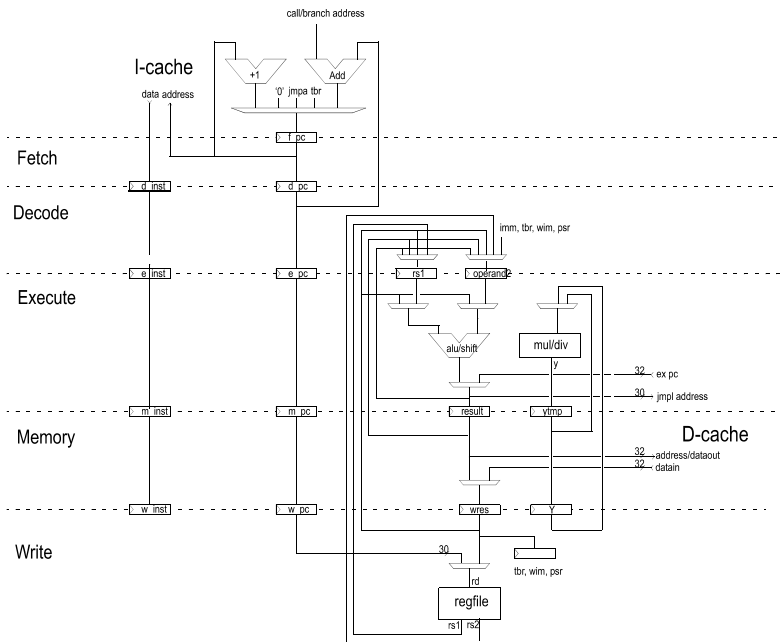 call/branch address
I-cache
+1
Add
data address
'0' jmpa tbr
f pc
Fetch
d inst
d pc
Decode
imm, tbr, wim, psr
e inst
e pc
rs1
operand2
Execute
alu/shift
mul/div
y
32
ex pc
30
jmpl address
m inst
m pc
result
ytmp
Memory
D-cache
32
address/dataout
32
datain
w inst
w pc
wres
Y
Write
30
tbr, wim, psr
rd
regfile
rs1
rs2